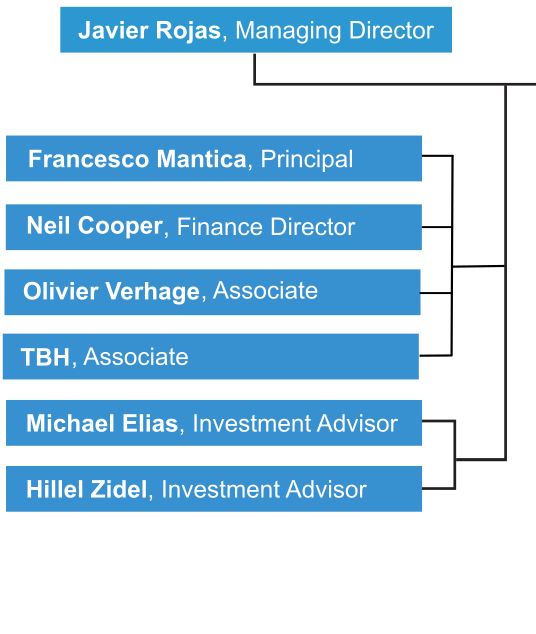 Javier Rojas, Managing Director
Francesco Mantica, Principal
Neil Cooper, Finance Director
Olivier Verhage, Associate
TBH, Associate
Michael Elias, Investment Advisor
Hillel Zidel, Investment Advisor